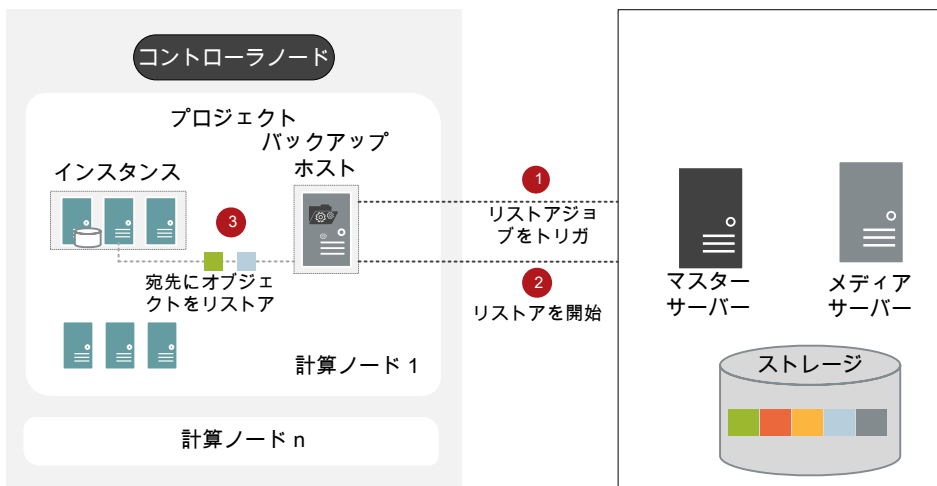 コントローラノード
プロジェクト
バックアップ
ホスト
インスタンス
3
宛先にオブジェ
クトをリストア
計算ノード 1
計算ノード n
1
リストアジョ
ブをトリガ
2
リストアを開始
マスター
サーバー
メディア
サーバー
ストレージ